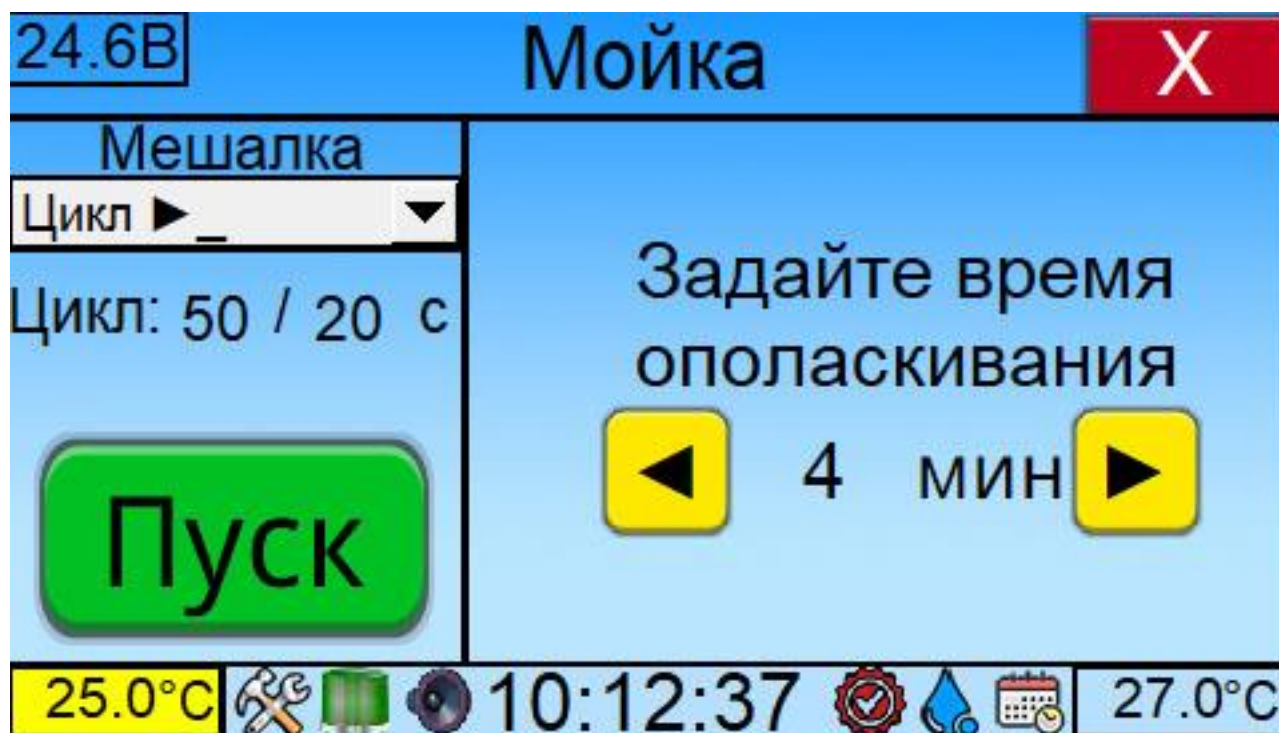 24.6В
Мойка
X
Мешалка
Цикл ►_
Цикл: 50 / 20 с
Пуск
Задайте время
ополаскивания
◄ 4 мин ►
25.0°C
10:12:37
27.0°C